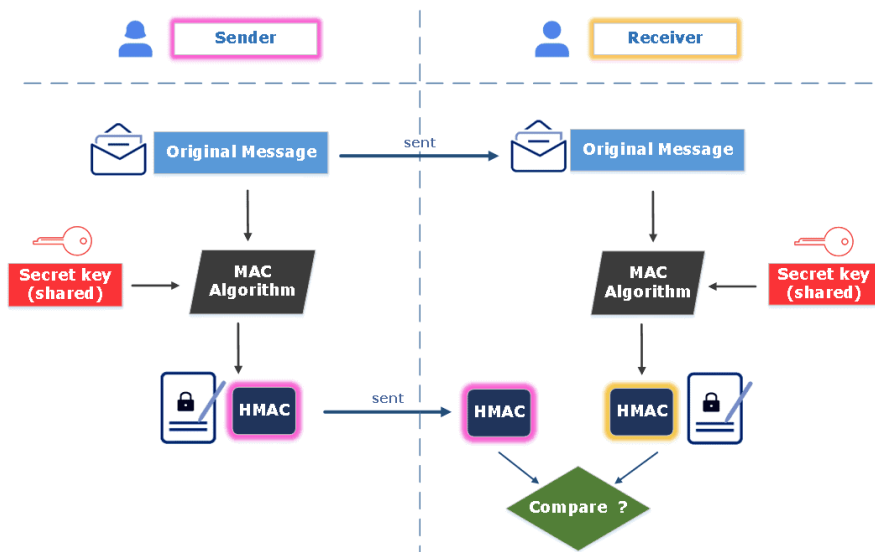 Sender
Receiver
Original Message
sent
Original Message
Secret key
(shared)
MAC
Algorithm
MAC
Algorithm
Secret key
(shared)
HMAC
sent
HMAC
HMAC
Compare ?